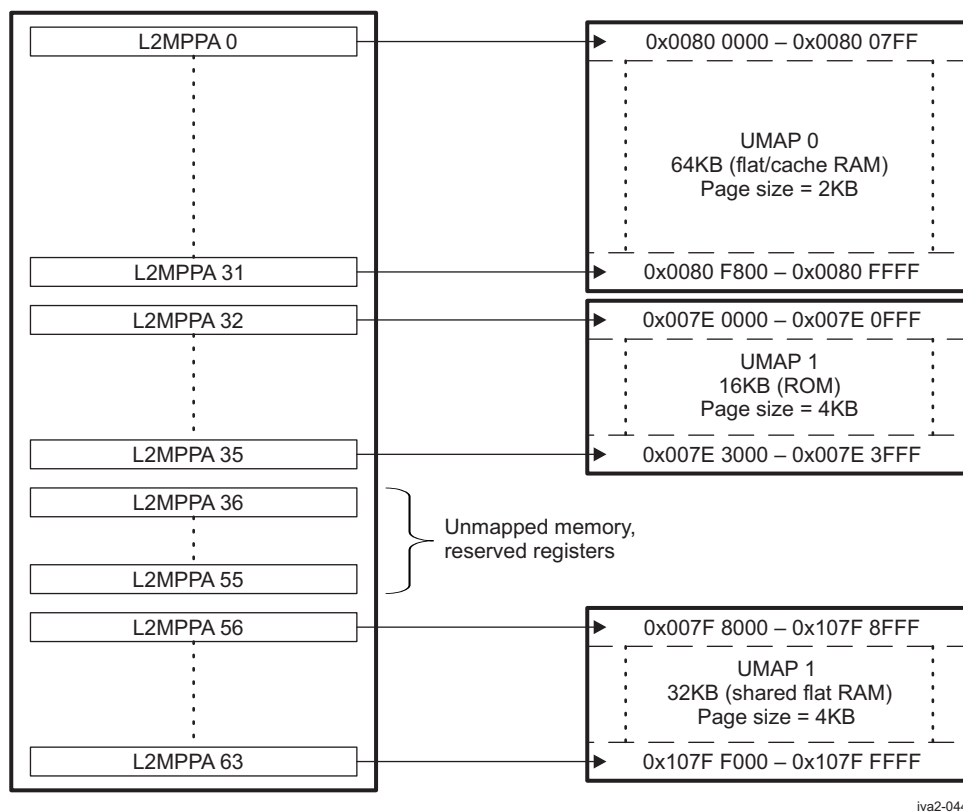 L2MPPA 0
0x0080 0000 – 0x0080 07FF
UMAP 0
64KB (flat/cache RAM)
Page size = 2KB
L2MPPA 31
0x0080 F800 – 0x0080 FFFF
L2MPPA 32
0x007E 0000 – 0x007E 0FFF
UMAP 1
16KB (ROM)
Page size = 4KB
L2MPPA 35
0x007E 3000 – 0x007E 3FFF
L2MPPA 36
Unmapped memory,
reserved registers
L2MPPA 55
L2MPPA 56
0x007F 8000 – 0x107F 8FFF
UMAP 1
32KB (shared flat RAM)
Page size = 4KB
L2MPPA 63
0x107F F000 – 0x107F FFFF